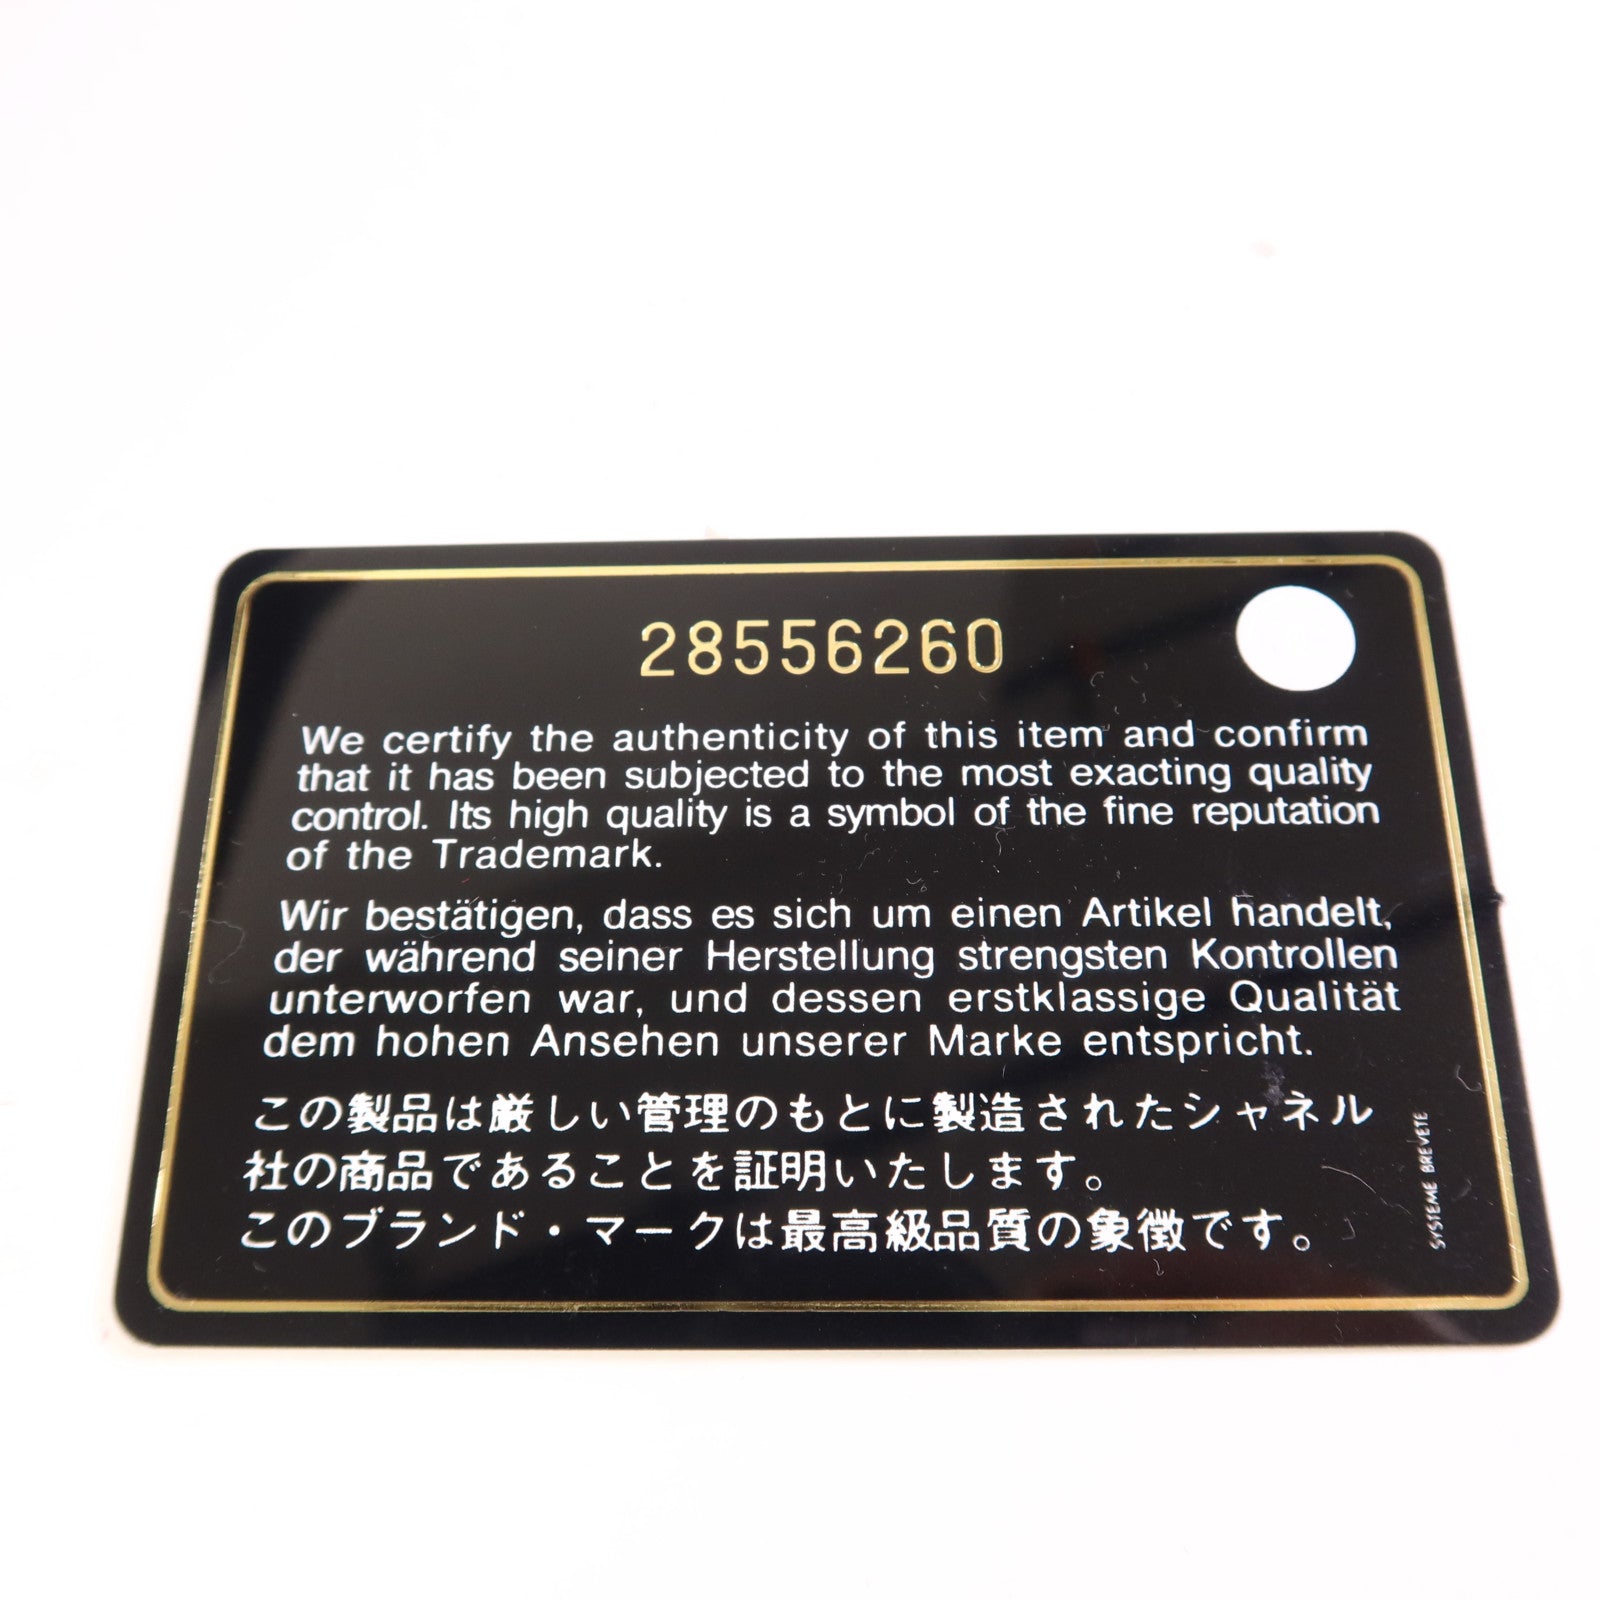 28556260
We certify the authenticity of this item and confirm
that it has been subjected to the most exacting quality
control. Its high quality is a symbol of the fine reputation
of the Trademark.
Wir bestätigen, dass es sich um einen Artikel handelt,
der während seiner Herstellung strengsten Kontrollen
unterworfen war, und dessen erstklassige Qualität
dem hohen Ansehen unserer Marke entspricht.
この製品は厳しい管理のもとに製造されたシャネル
社の商品であることを証明いたします。
このブランド・マークは最高級品質の象徴です。
SYSTEME BREVETE